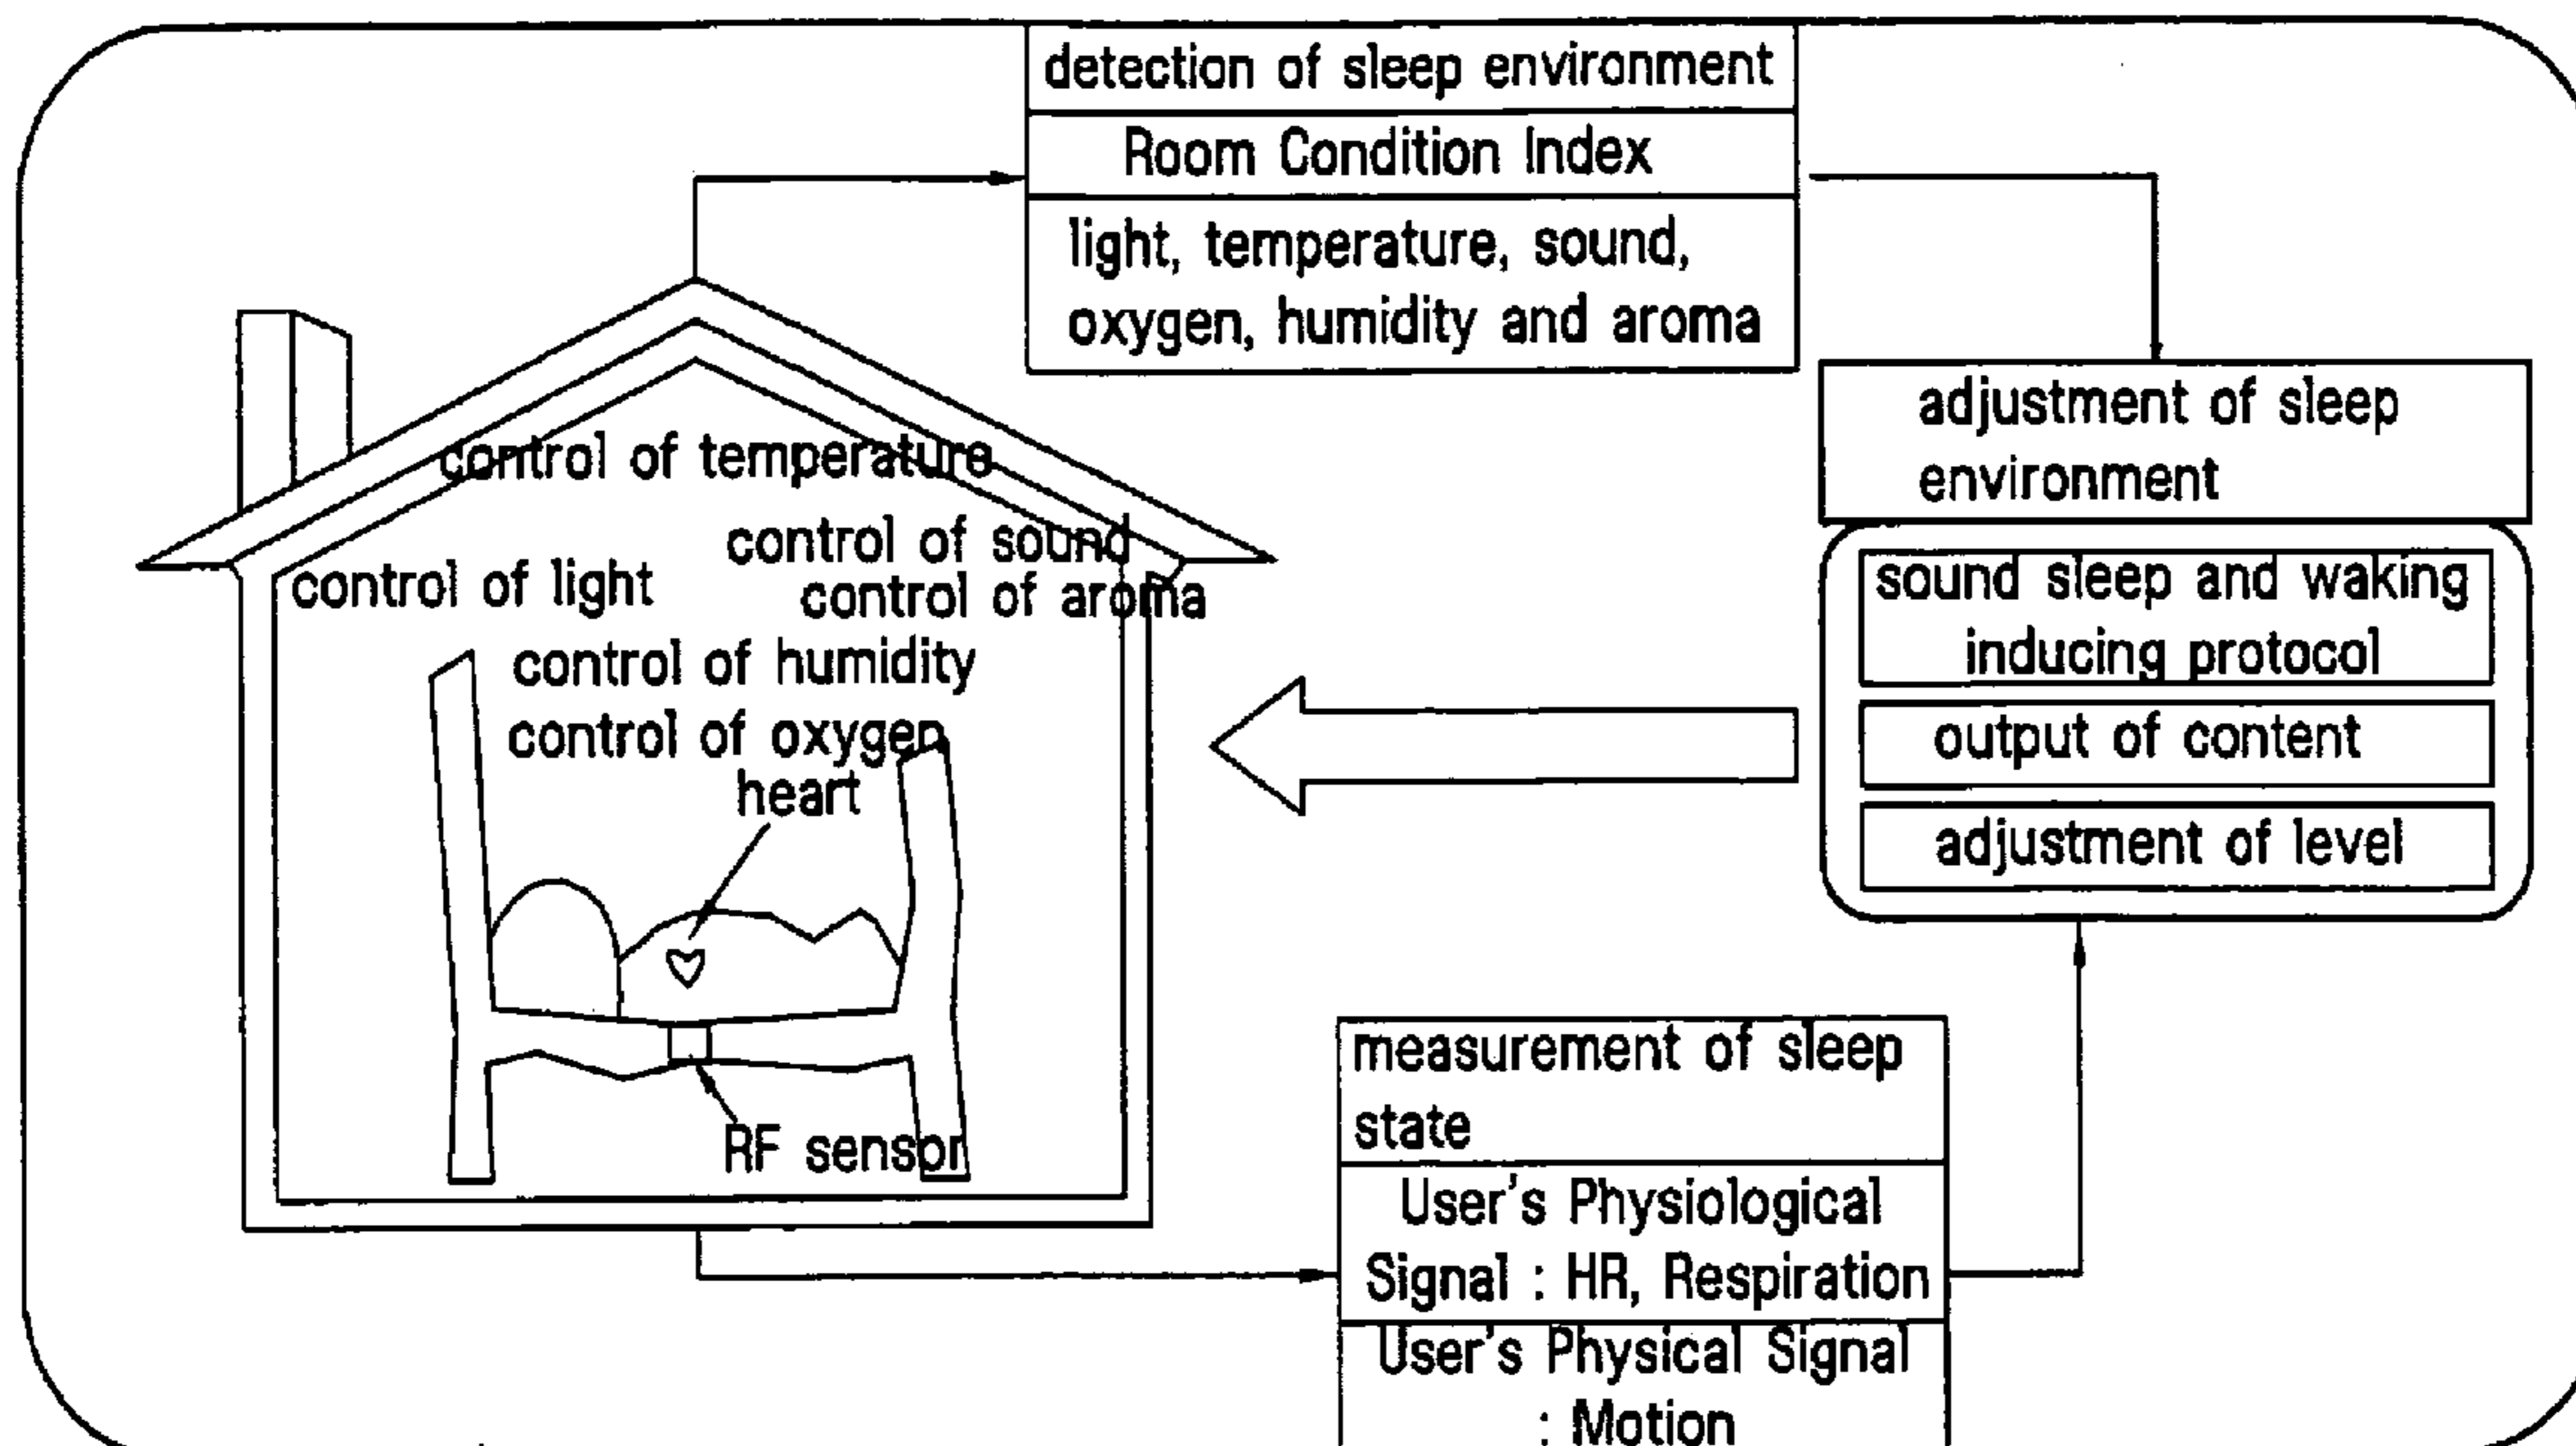 detection of sleep environment
Room Condition Index
light, temperature, sound,
oxygen, humidity and aroma
adjustment of sleep
environment
sound sleep and waking
inducing protocol
output of content
adjustment of level
control of temperature
control of sound
control of light
control of aroma
control of humidity
control of oxygen
heart
RF sensor
measurement of sleep
state
User's Physiological
Signal : HR, Respiration
User's Physical Signal
: Motion